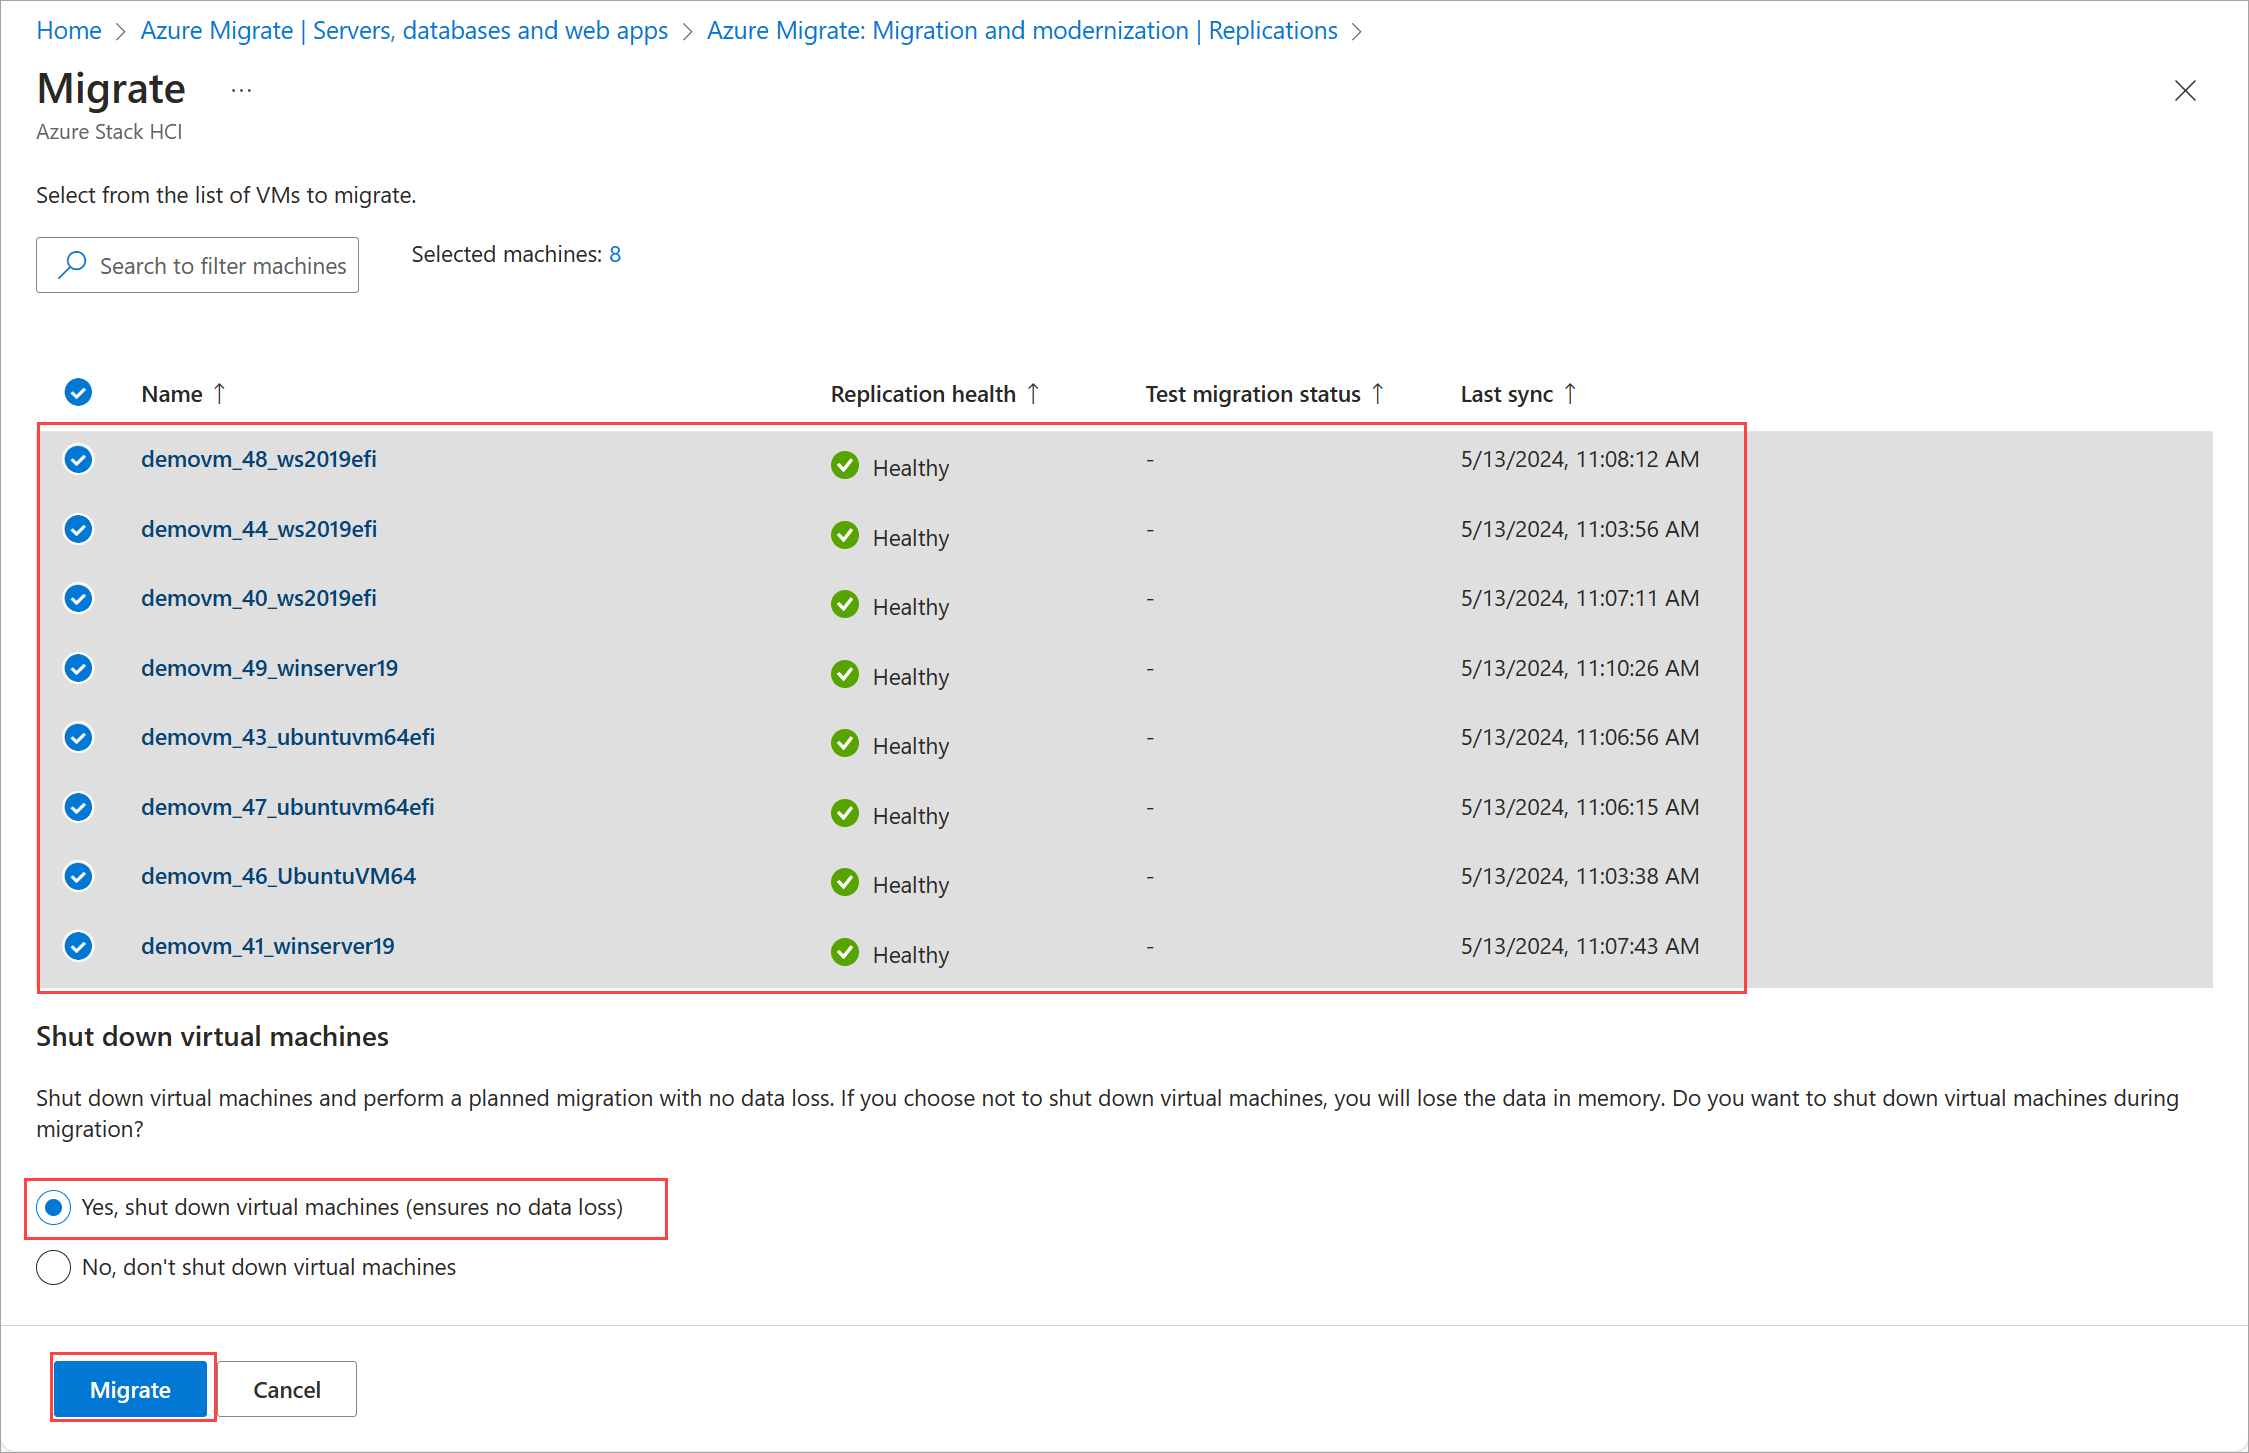 Home > Azure Migrate | Servers, databases and web apps > Azure Migrate: Migration and modernization | Replications >
Migrate ...
Azure Stack HCI
Select from the list of VMs to migrate.
Search to filter machines Selected machines: 8
Name ↑ Replication health ↑ Test migration status ↑ Last sync ↑
demovm_48_ws2019efi Healthy - 5/13/2024, 11:08:12 AM
demovm_44_ws2019efi Healthy - 5/13/2024, 11:03:56 AM
demovm_40_ws2019efi Healthy - 5/13/2024, 11:07:11 AM
demovm_49_winserver19 Healthy - 5/13/2024, 11:10:26 AM
demovm_43_ubuntuvm64efi Healthy - 5/13/2024, 11:06:56 AM
demovm_47_ubuntuvm64efi Healthy - 5/13/2024, 11:06:15 AM
demovm_46_UbuntuVM64 Healthy - 5/13/2024, 11:03:38 AM
demovm_41_winserver19 Healthy - 5/13/2024, 11:07:43 AM
Shut down virtual machines
Shut down virtual machines and perform a planned migration with no data loss. If you choose not to shut down virtual machines, you will lose the data in memory. Do you want to shut down virtual machines during
migration?
Yes, shut down virtual machines (ensures no data loss)
No, don't shut down virtual machines
Migrate Cancel